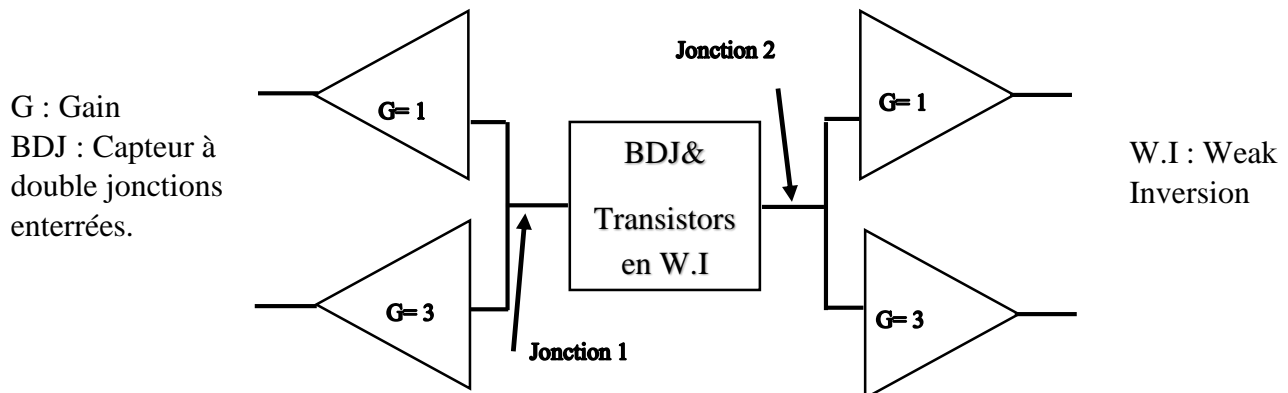 G : Gain
BDJ : Capteur à
double jonctions
enterrées.
G= 1
G= 3
Jonction 1
BDJ&
Transistors
en W.I
Jonction 2
G= 1
G= 3
W.I : Weak
Inversion